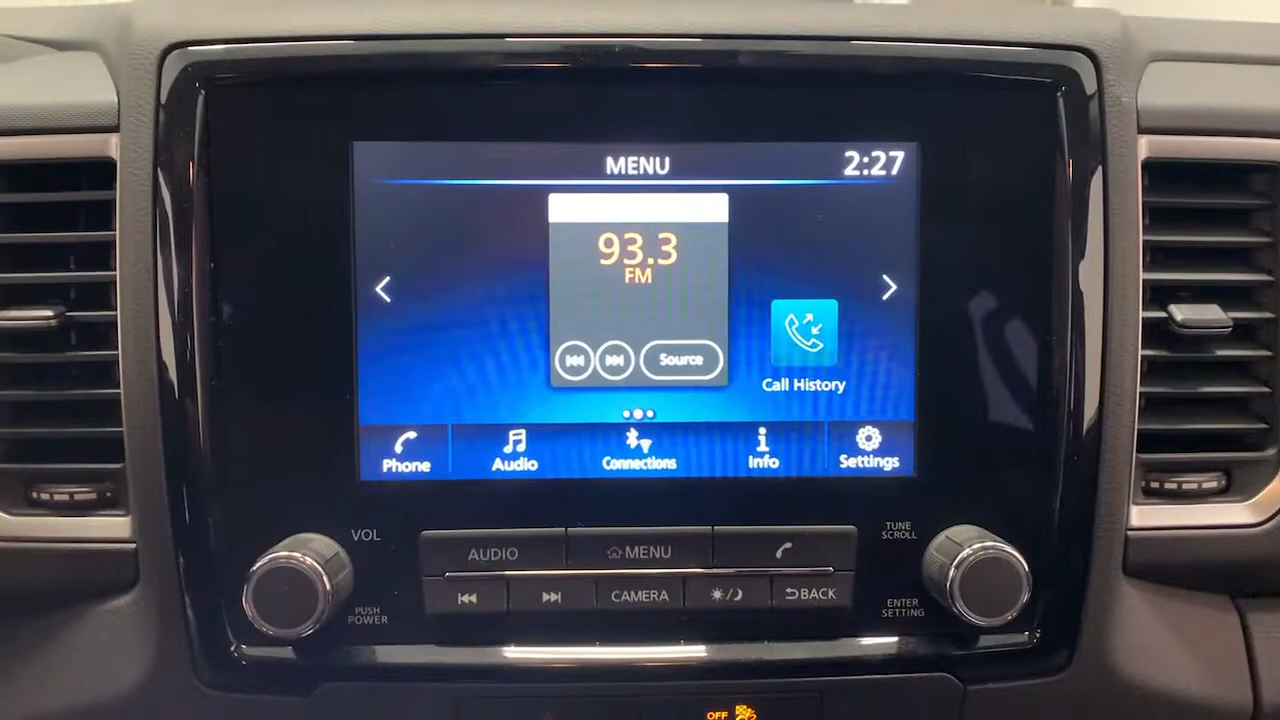 MENU
2:27
93.3
FM
Source
Call History
Phone
Audio
Connections
Info
Settings
VOL
PUSH
POWER
AUDIO
MENU
CAMERA
BACK
TUNE
SCROLL
ENTER
SETTING
OFF